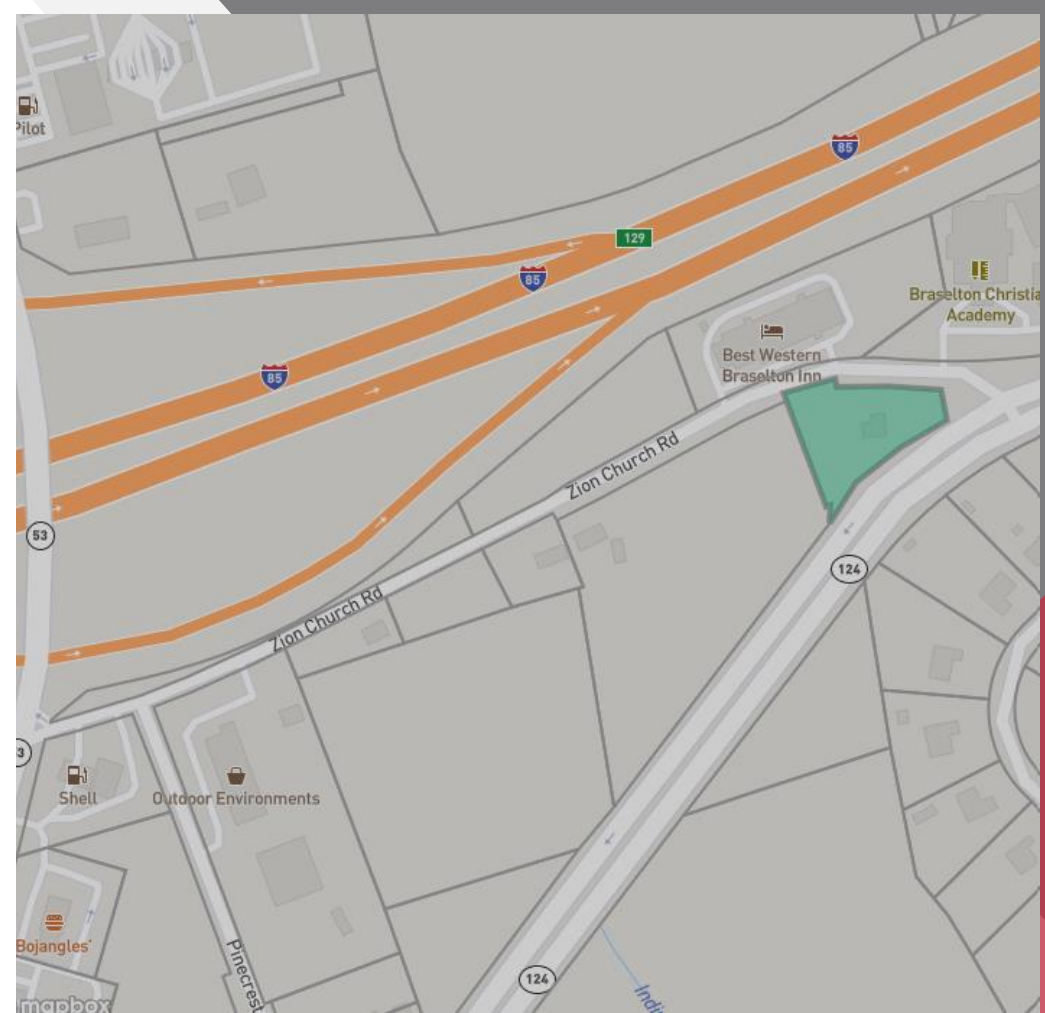 Pilot
85
129
85
Braselton Christia
Academy
Best Western
Braselton Inn
85
Zion Church Rd
53
124
Zion Church Rd
3
Shell
Outdoor Environments
Bojangles'
Pinecrest
124
Indi
mapbox